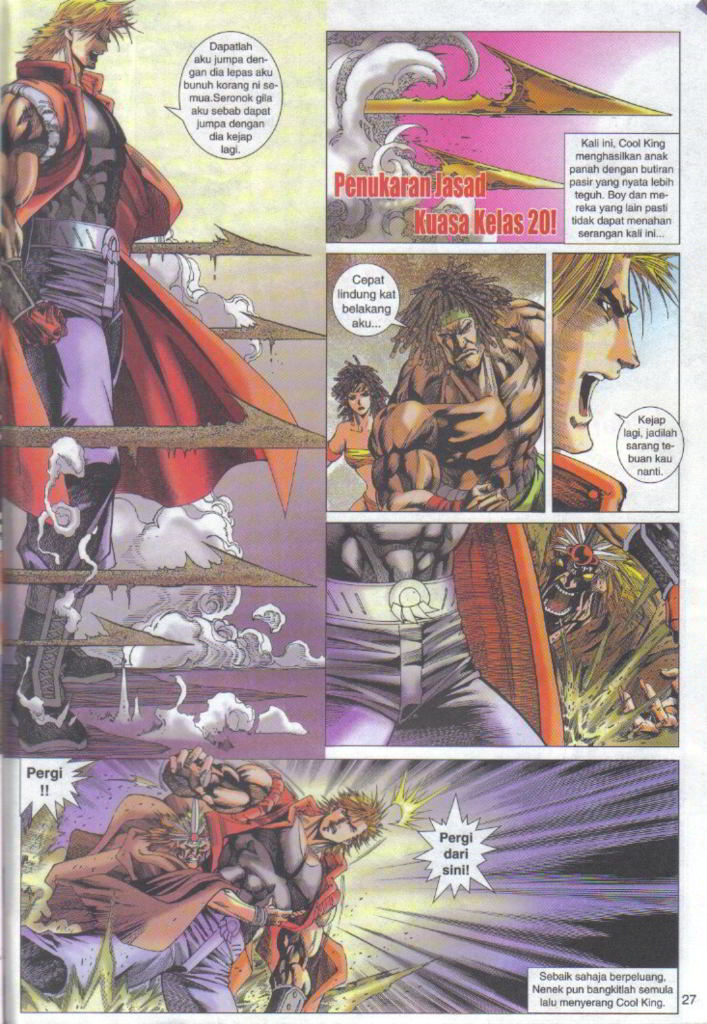 Dapatlah
aku jumpa den-
gan dia lepas aku
bunuh korang ni se-
mua.Seronok gila
aku sebab dapat
jumpa dengan
dia kejap
lagi.
Penukaran Jasad
Kuasa Kelas 20!
Kali ini, Cool King
menghasilkan anak
panah dengan butiran
pasir yang nyata lebih
teguh. Boy dan me-
reka yang lain pasti
tidak dapat menahan
serangan kali ini...
Cepat
lindung kat
belakang
aku...
Kejap
lagi, jadilah
sarang te-
buan kau
nanti.
Pergi
!!
Pergi
dari
sini!
Sebaik sahaja berpeluang,
Nenek pun bangkitlah semula
lalu menyerang Cool King.
27